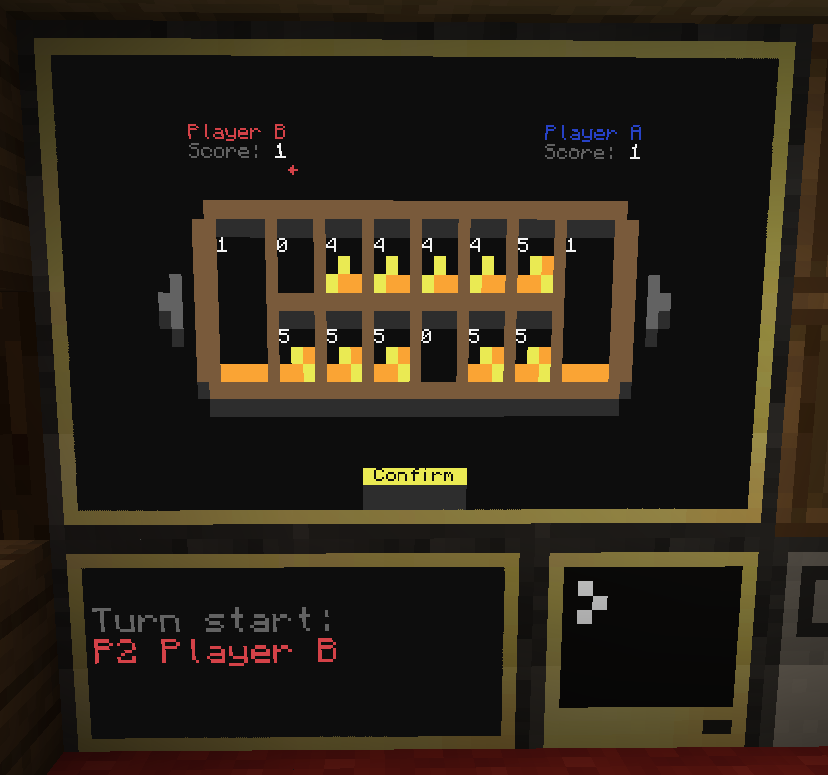 Player B
Score: 1
Player A
Score: 1
1 0 4 4 4 4 5 1
5 5 5 0 5 5
Confirm
Turn start:
P2 Player B
>